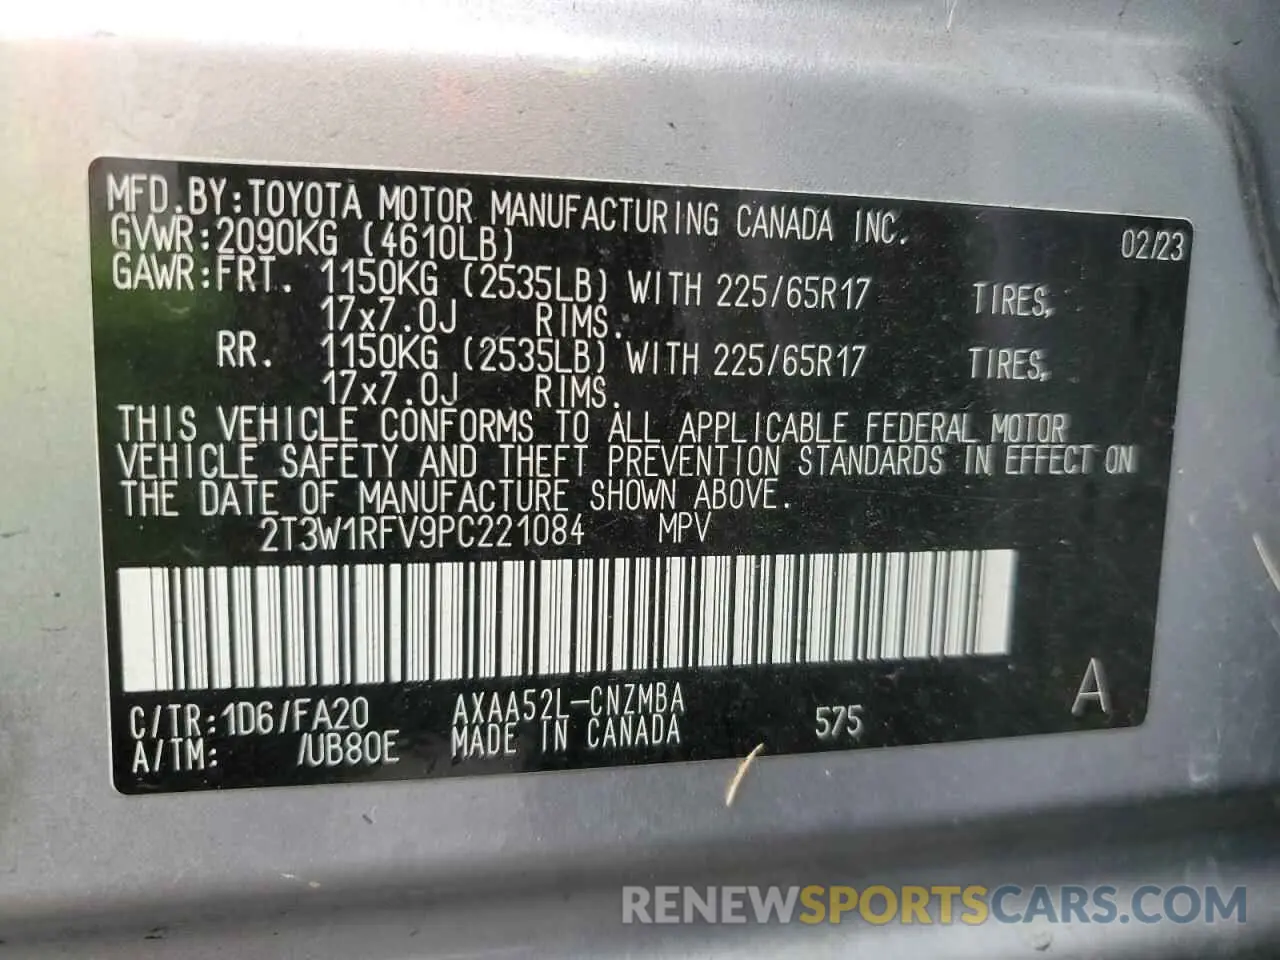 MFD.BY:TOYOTA MOTOR MANUFACTURING CANADA INC.
GVWR:2090KG (4610LB) 02/23
GAWR:FRT. 1150KG (2535LB) WITH 225/65R17 TIRES,
17x7.0J RIMS.
RR. 1150KG (2535LB) WITH 225/65R17 TIRES,
17x7.0J RIMS.
THIS VEHICLE CONFORMS TO ALL APPLICABLE FEDERAL MOTOR
VEHICLE SAFETY AND THEFT PREVENTION STANDARDS IN EFFECT ON
THE DATE OF MANUFACTURE SHOWN ABOVE.
2T3W1RFV9PC221084 MPV
C/TR:1D6/FA20 AXAA52L-CNZMBA 575 A
A/TM: /UB80E MADE IN CANADA
RENEWSPORTSCARS.COM